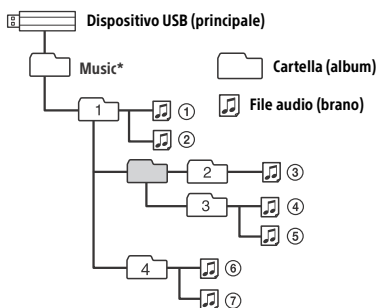 Dispositivo USB (principale)
Music*
Cartella (album)
File audio (brano)
1
①
②
2
③
3
④
⑤
4
⑥
⑦